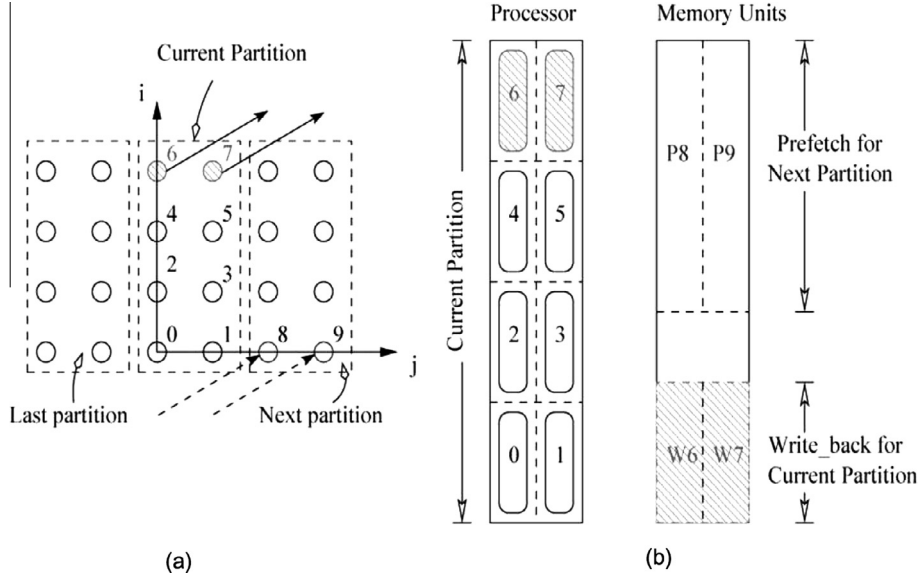 Current Partition
i
6
7
4
5
2
3
0
1
8
9
j
Last partition
Next partition
(a)
Processor
Memory Units
Current Partition
6
7
4
5
2
3
0
1
P8
P9
Prefetch for
Next Partition
W6
W7
Write_back for
Current Partition
(b)